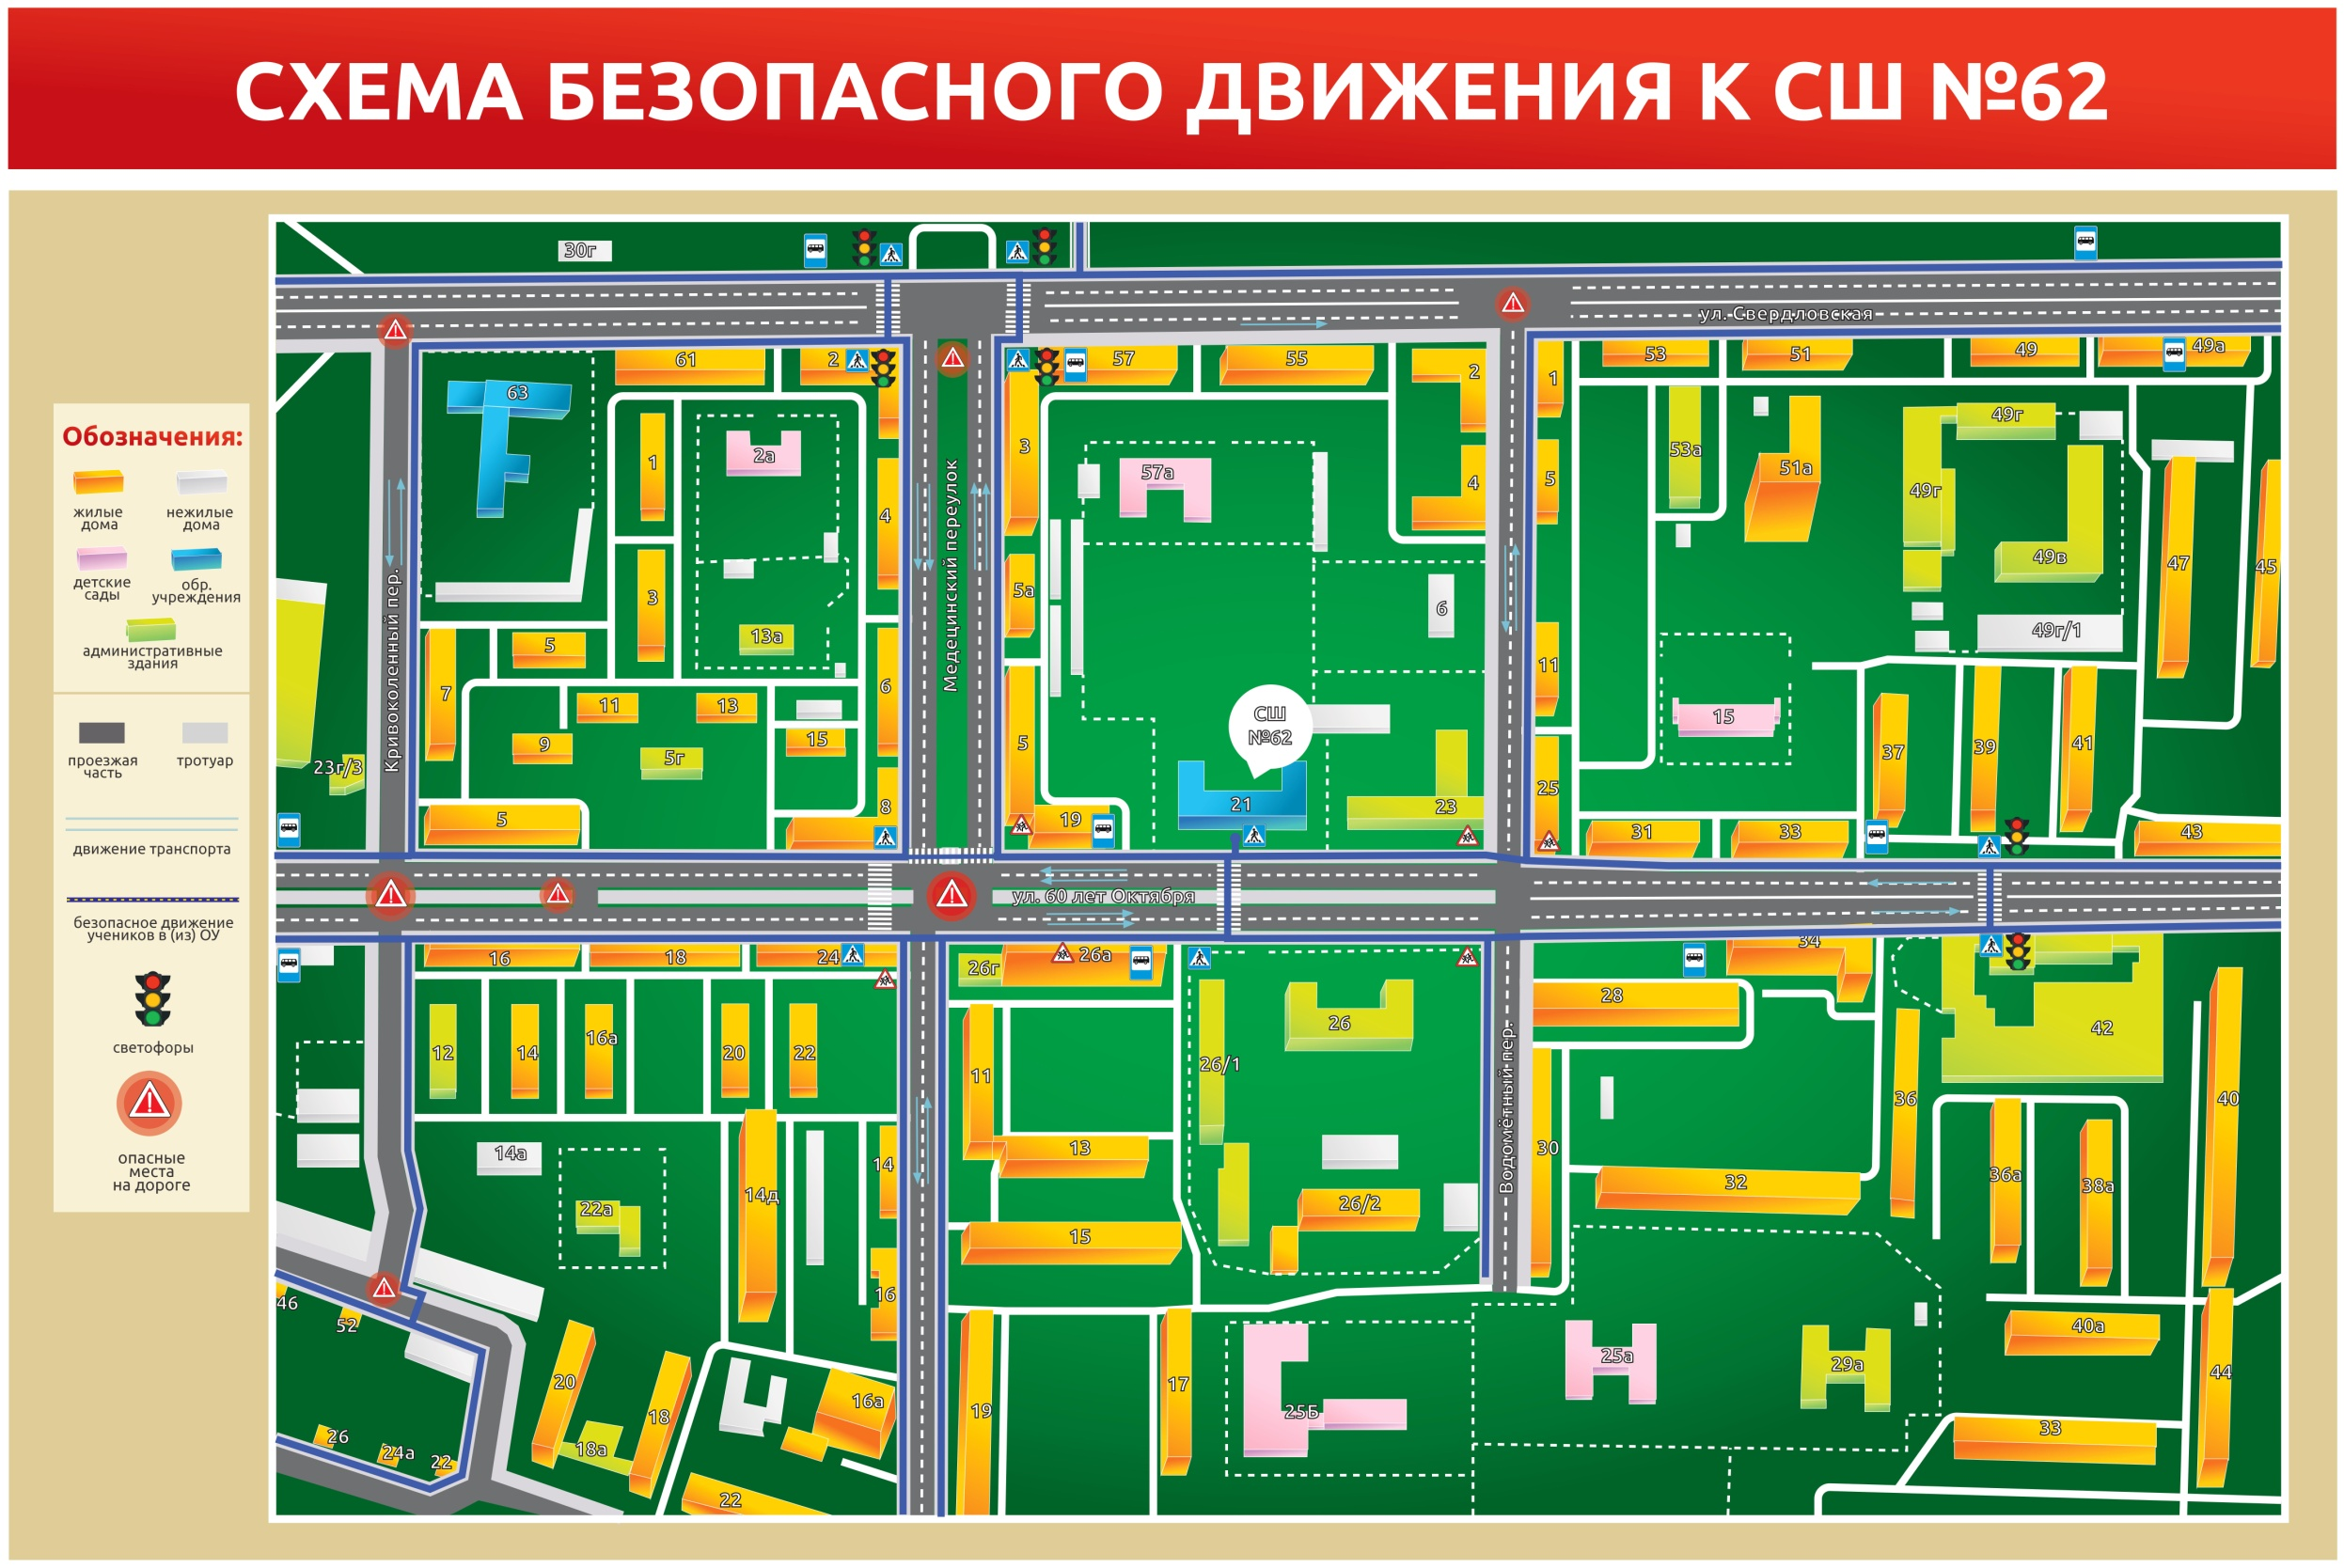 СХЕМА БЕЗОПАСНОГО ДВИЖЕНИЯ К СШ №62
Обозначения:
жилые
дома
нежилые
дома
детские
сады
обр.
учреждения
административные
здания
проезжая
часть
тротуар
движение транспорта
безопасное движение
учеников в (из) ОУ
светофоры
опасные
места
на дороге
30г
ул. Свердловская
61
2
57
55
2
1
53
51
49
49а
63
1
2а
4
3
57а
4
5
53а
51а
49г
49г
49в
47
45
3
5а
6
13а
5
7
6
11
49г/1
11
13
15
9
5г
15
5
СШ
№62
15
37
39
41
23г/3
Кривоколенный пер.
Медецинский переулок
5
8
19
21
23
25
31
33
43
ул. 60 лет Октября
16
18
24
26г
26а
34
12
14
16а
20
22
11
26/1
26
28
42
36
40
Водомётный пер.
14а
14д
14
13
30
32
36а
38а
22а
26/2
15
16
46
52
40а
20
18
18а
16а
17
19
25Б
25а
29а
44
33
26
24а
22
22